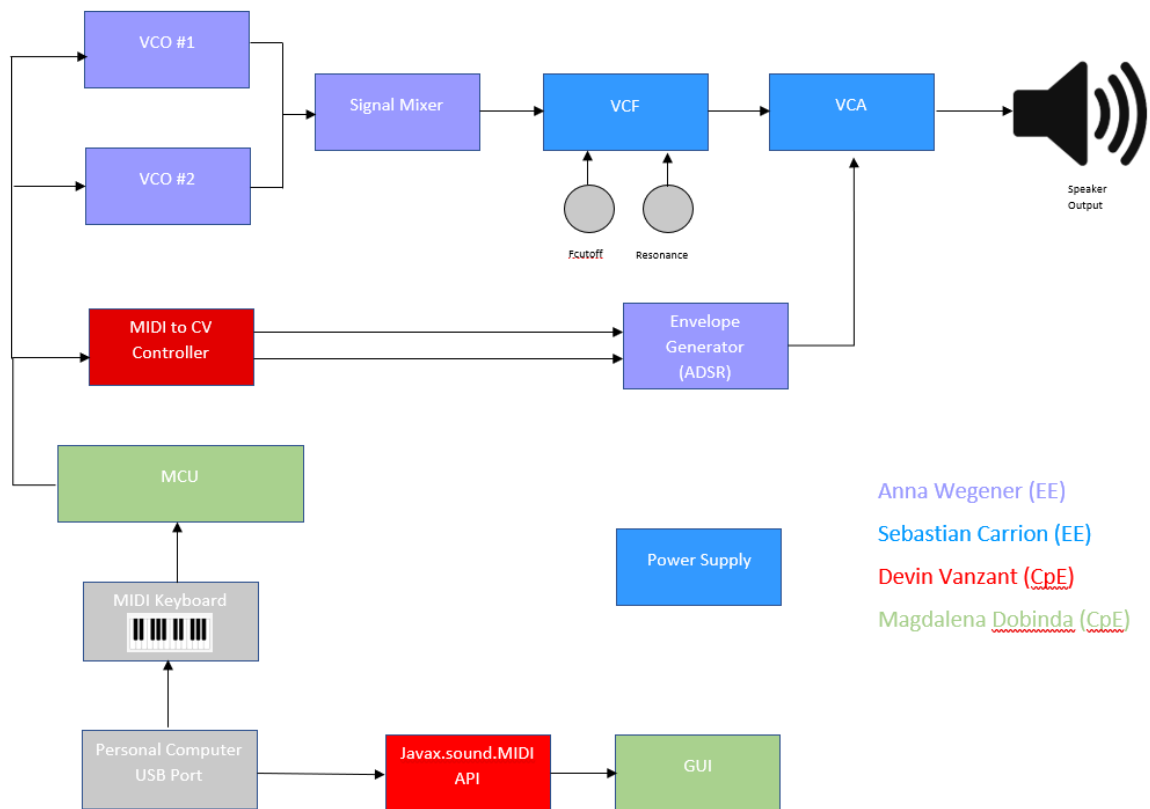 VCO #1
Signal Mixer
VCF
VCA
VCO #2
Speaker
Output
Fcutoff
Resonance
MIDI to CV
Controller
Envelope
Generator
(ADSR)
MCU
Anna Wegener (EE)
Sebastian Carrion (EE)
Devin Vanzant (CpE)
Magdalena Dobinda (CpE)
Power Supply
MIDI Keyboard
Personal Computer
USB Port
Javax.sound.MIDI
API
GUI